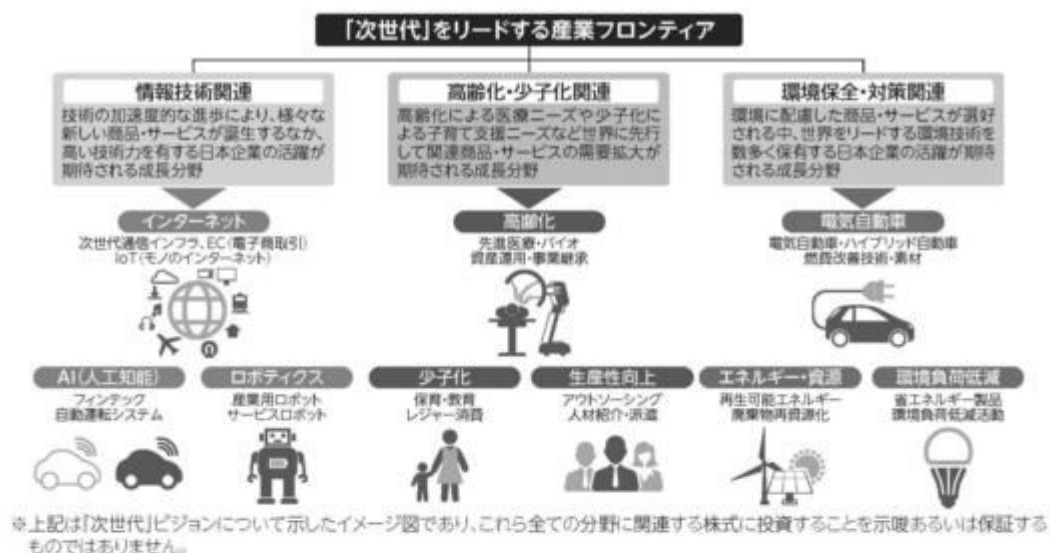 「次世代」をリードする産業フロンティア
情報技術関連
技術の加速度的な進歩により、様々な
新しい商品・サービスが誕生するなか、
高い技術力を有する日本企業の活躍が
期待される成長分野
高齢化・少子化関連
高齢化による医療ニーズや少子化に
よる子育て支援ニーズなど世界に先行
して関連商品・サービスの需要拡大が
期待される成長分野
環境保全・対策関連
環境に配慮した商品・サービスが選好
される中、世界をリードする環境技術を
数多く保有する日本企業の活躍が期待
される成長分野
インターネット
次世代通信インフラ、EC(電子商取引)
IoT(モノのインターネット)
高齢化
先進医療・バイオ
資産運用・事業継承
電気自動車
電気自動車・ハイブリッド自動車
燃費改善技術・素材
AI(人工知能)
フィンテック
自動運転システム
ロボティクス
産業用ロボット
サービスロボット
少子化
保育・教育
レジャー消費
生産性向上
アウトソーシング
人材紹介・派遣
エネルギー・資源
再生可能エネルギー
廃棄物再資源化
環境負荷低減
省エネルギー製品
環境負荷低減活動
※上記は「次世代」ビジョンについて示したイメージ図であり、これら全ての分野に関連する株式に投資することを示唆あるいは保証する
ものではありません。